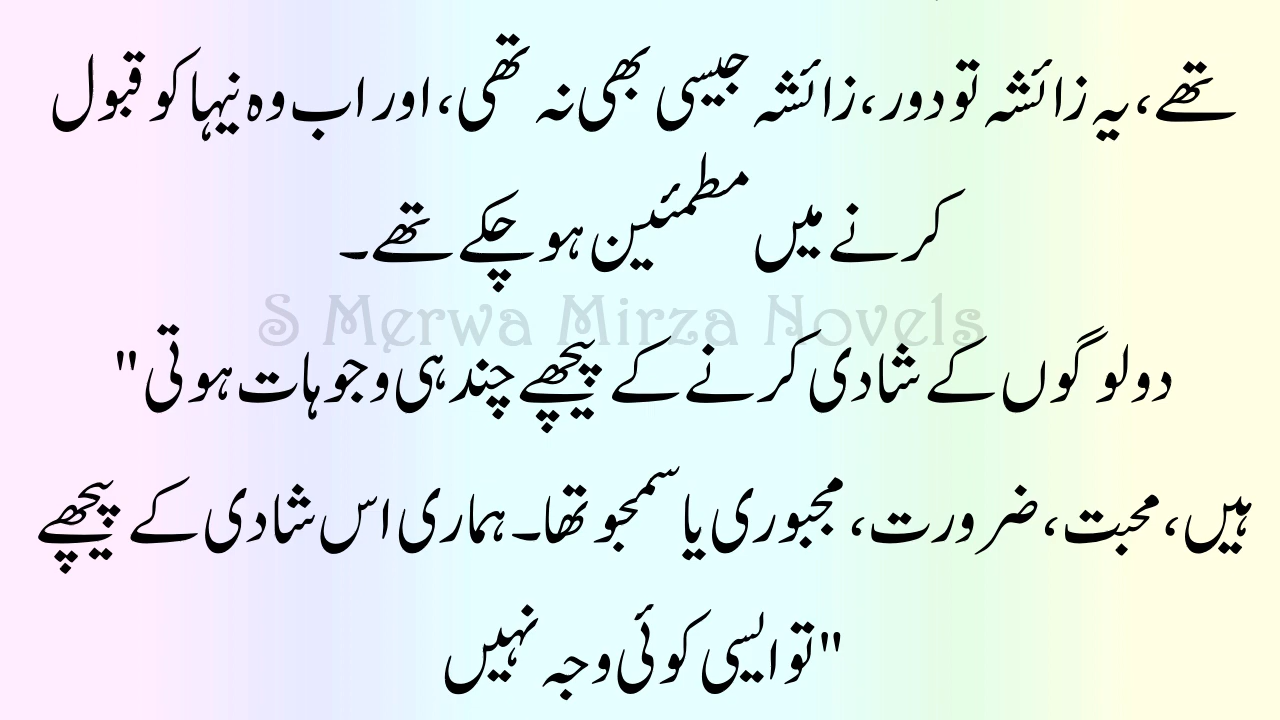 تھے، یہ زائشہ تو دور، زائشہ جیسی بھی نہ تھی، اور اب وہ نیہا کو قبول
کرنے میں مطمئین ہو چکے تھے۔
S Merwa Mirza Novels
دو لوگوں کے شادی کرنے کے پیچھے چند ہی وجوہات ہوتی"
ہیں، محبت، ضرورت، مجبوری یا سمجھوتھا۔ ہماری اس شادی کے پیچھے
"تو ایسی کوئی وجہ نہیں